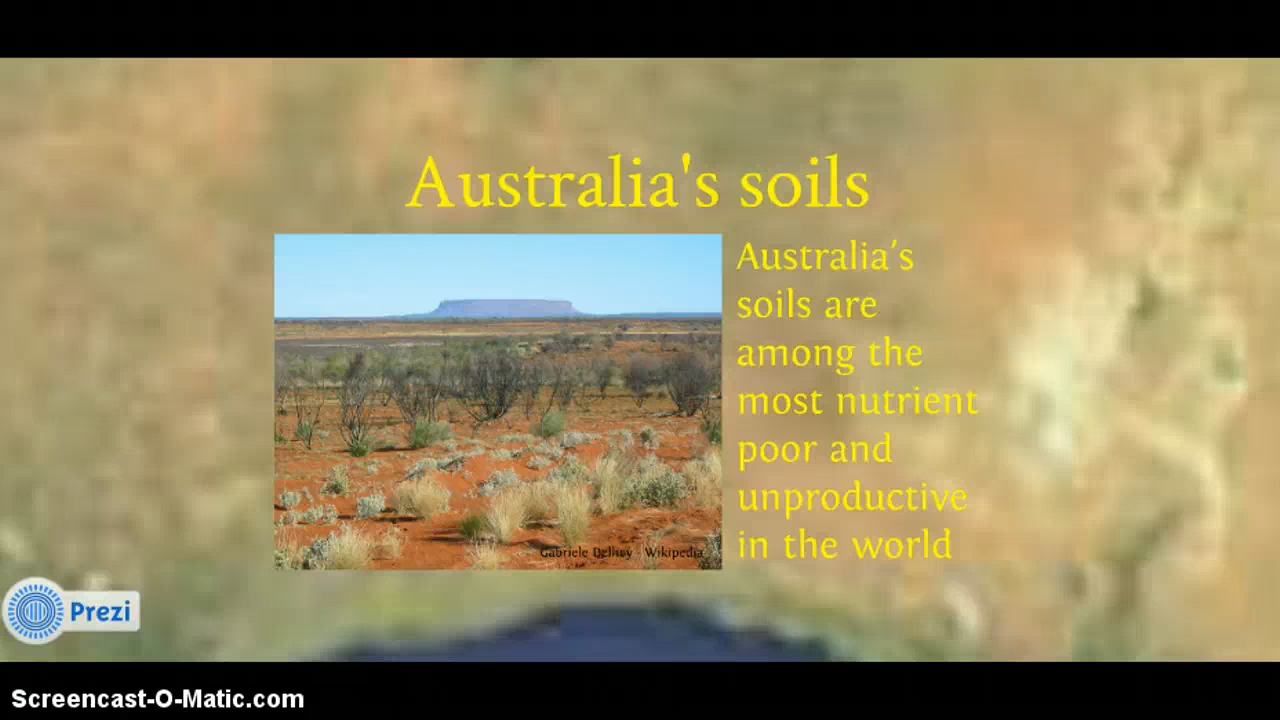 Australia's soils
Australia's
soils are
among the
most nutrient
poor and
unproductive
in the world
Gabriele Delhey - Wikipedia
Prezi
Screencast-O-Matic.com